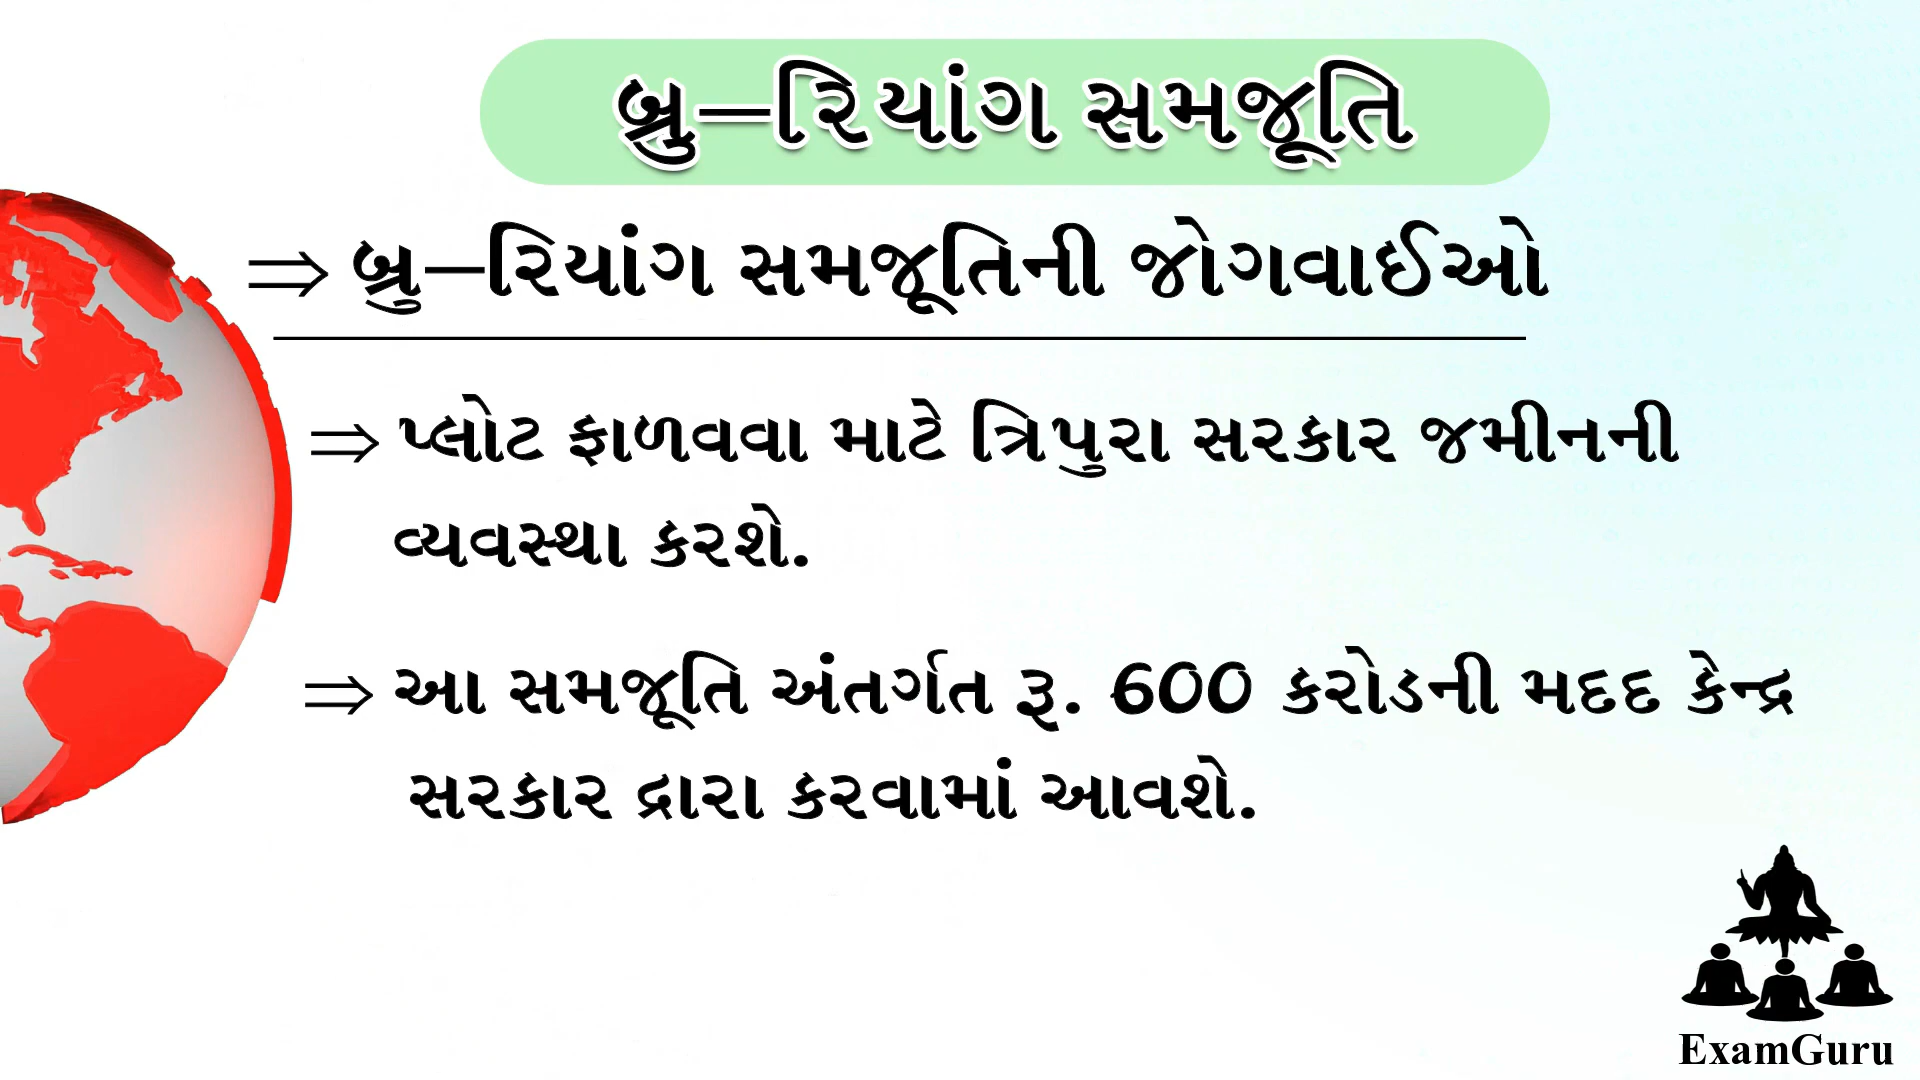 બ્રુ–રિયાંગ સમજૂતિ
⇒ બ્રુ–રિયાંગ સમજૂતિની જોગવાઈઓ
⇒ પ્લોટ ફાળવવા માટે ત્રિપુરા સરકાર જમીનની
વ્યવસ્થા કરશે.
⇒ આ સમજૂતિ અંતર્ગત રૂ. 600 કરોડની મદદ કેન્દ્ર
સરકાર દ્રારા કરવામાં આવશે.
ExamGuru